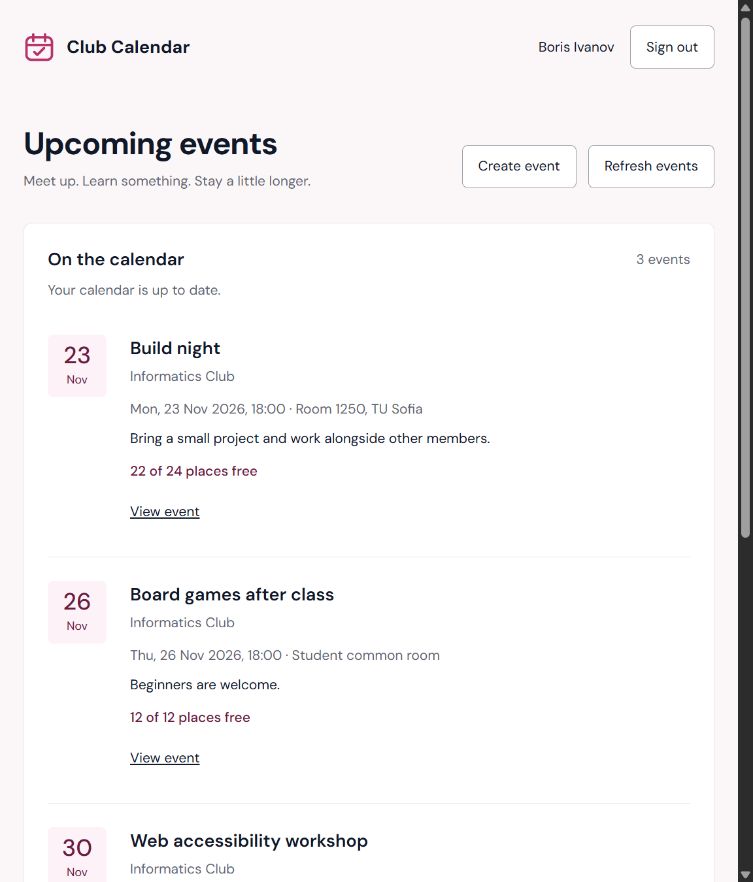 Club Calendar
Boris Ivanov
Sign out
Upcoming events
Meet up. Learn something. Stay a little longer.
Create event
Refresh events
On the calendar
3 events
Your calendar is up to date.
23
Nov
Build night
Informatics Club
Mon, 23 Nov 2026, 18:00 · Room 1250, TU Sofia
Bring a small project and work alongside other members.
22 of 24 places free
View event
26
Nov
Board games after class
Informatics Club
Thu, 26 Nov 2026, 18:00 · Student common room
Beginners are welcome.
12 of 12 places free
View event
30
Nov
Web accessibility workshop
Informatics Club